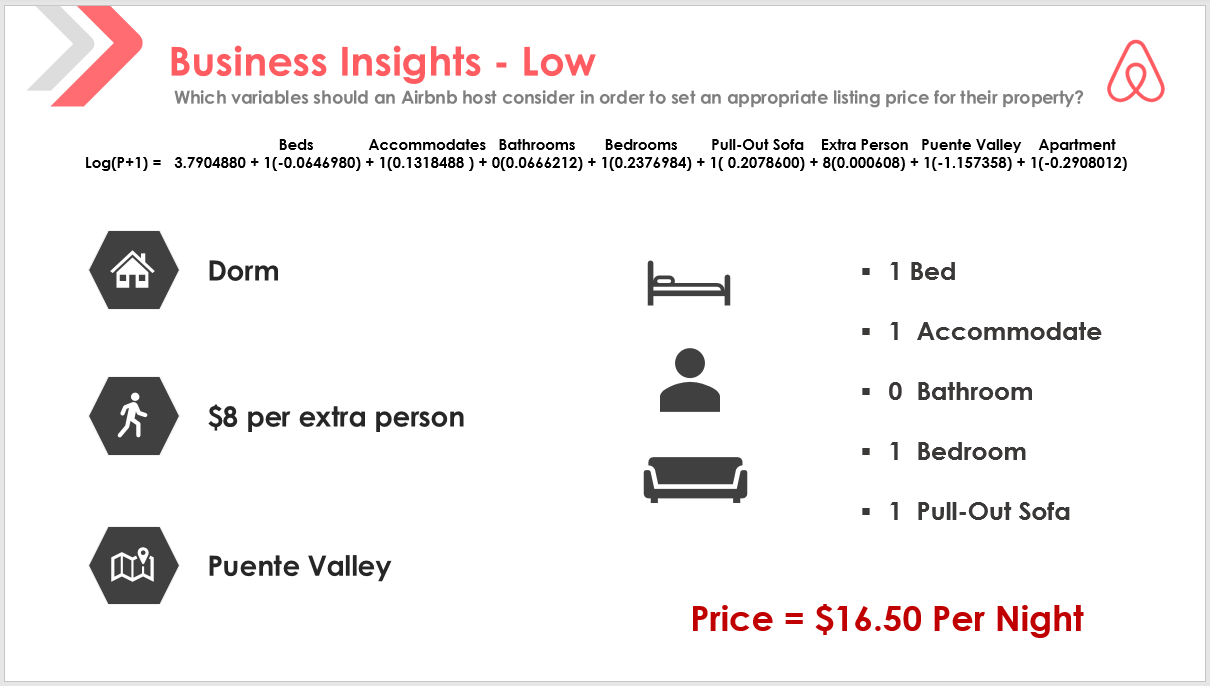 Business Insights - Low
Which variables should an Airbnb host consider in order to set an appropriate listing price for their property?
Beds Accommodates Bathrooms Bedrooms Pull-Out Sofa Extra Person Puente Valley Apartment
Log(P+1) = 3.7904880 + 1(-0.0646980) + 1(0.1318488 ) + 0(0.0666212) + 1(0.2376984) + 1( 0.2078600) + 8(0.000608) + 1(-1.157358) + 1(-0.2908012)
Dorm
$8 per extra person
Puente Valley
▪ 1 Bed
▪ 1 Accommodate
▪ 0 Bathroom
▪ 1 Bedroom
▪ 1 Pull-Out Sofa
Price = $16.50 Per Night